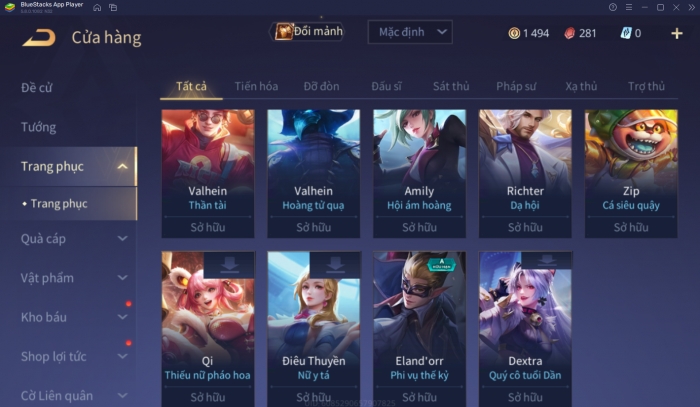 BlueStacks App Player
Cửa hàng
Đổi mảnh
Mặc định
1 494
281
0
Đề cử
Tướng
Trang phục
Trang phục
Quà cáp
Vật phẩm
Kho báu
Shop lợi tức
Cờ Liên quân
Tất cả
Tiến hóa
Đỡ đòn
Đấu sĩ
Sát thủ
Pháp sư
Xạ thủ
Trợ thủ
Valhein
Thần tài
Sở hữu
Valhein
Hoàng tử quạ
Sở hữu
Amily
Hội ám hoàng
Sở hữu
Richter
Dạ hội
Sở hữu
Zip
Cá siêu quậy
Sở hữu
Qi
Thiếu nữ pháo hoa
Sở hữu
Điêu Thuyền
Nữ y tá
Sở hữu
A
HỮU HẠN
Eland'orr
Phi vụ thế kỷ
Sở hữu
Dextra
Quý cô tuổi Dần
Sở hữu